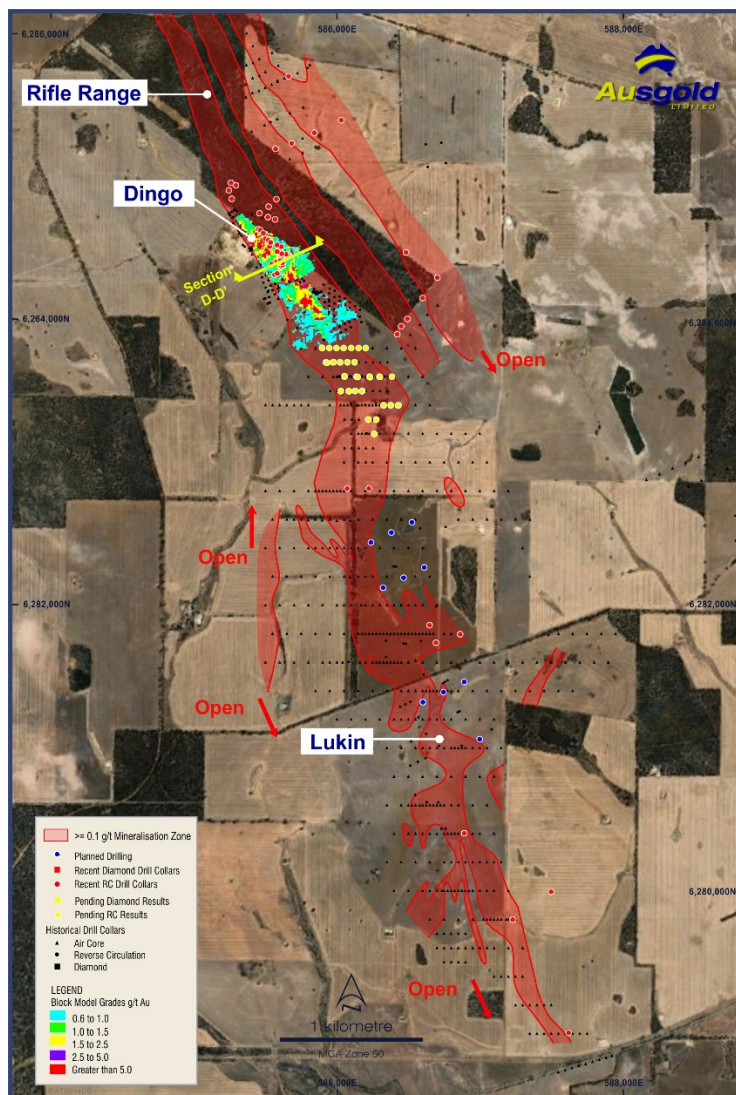 6,286,000N
586,000E
588,000E
Ausgold
LIMITED
Rifle Range
Dingo
Section
D-D'
6,284,000N
6,284,000N
Open
Open
6,282,000N
6,282,000N
Open
Lukin
>= 0.1 g/t Mineralisation Zone
Planned Drilling
Recent Diamond Drill Collars
Recent RC Drill Collars
Pending Diamond Results
Pending RC Results
Historical Drill Collars
Air Core
Reverse Circulation
Diamond
LEGEND
Block Model Grades g/t Au
0.6 to 1.0
1.0 to 1.5
1.5 to 2.5
2.5 to 5.0
Greater than 5.0
6,280,000N
Open
1 kilometre
MGA Zone 50
586,000E
588,000E